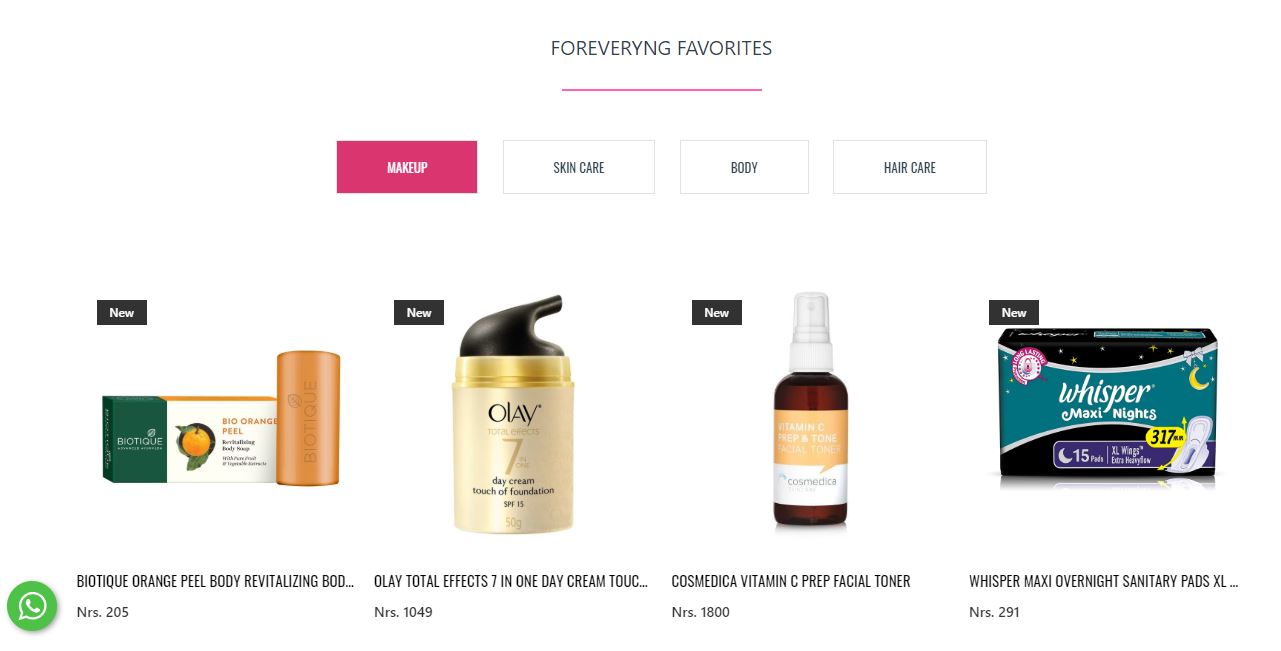 FOREVERYNG FAVORITES
MAKEUP
SKIN CARE
BODY
HAIR CARE
New
New
New
New
BIOTIQUE
ADVANCED AYURVEDA
BIO ORANGE
PEEL
Revitalizing
Body Soap
With Pure Fruit
& Vegetable Extracts
BIOTIQUE
OLAY
TOTAL EFFECTS
7 IN ONE
day cream
touch of foundation
SPF 15
50g
VITAMIN C
PREP & TONE
FACIAL TONER
cosmedica
SKINCARE
LONG LASTING
whisper
Maxi Nights
317mm
15 Pads
XL Wings
Extra Heavyflow
BIOTIQUE ORANGE PEEL BODY REVITALIZING BOD...
OLAY TOTAL EFFECTS 7 IN ONE DAY CREAM TOUC...
COSMEDICA VITAMIN C PREP FACIAL TONER
WHISPER MAXI OVERNIGHT SANITARY PADS XL ...
Nrs. 205
Nrs. 1049
Nrs. 1800
Nrs. 291